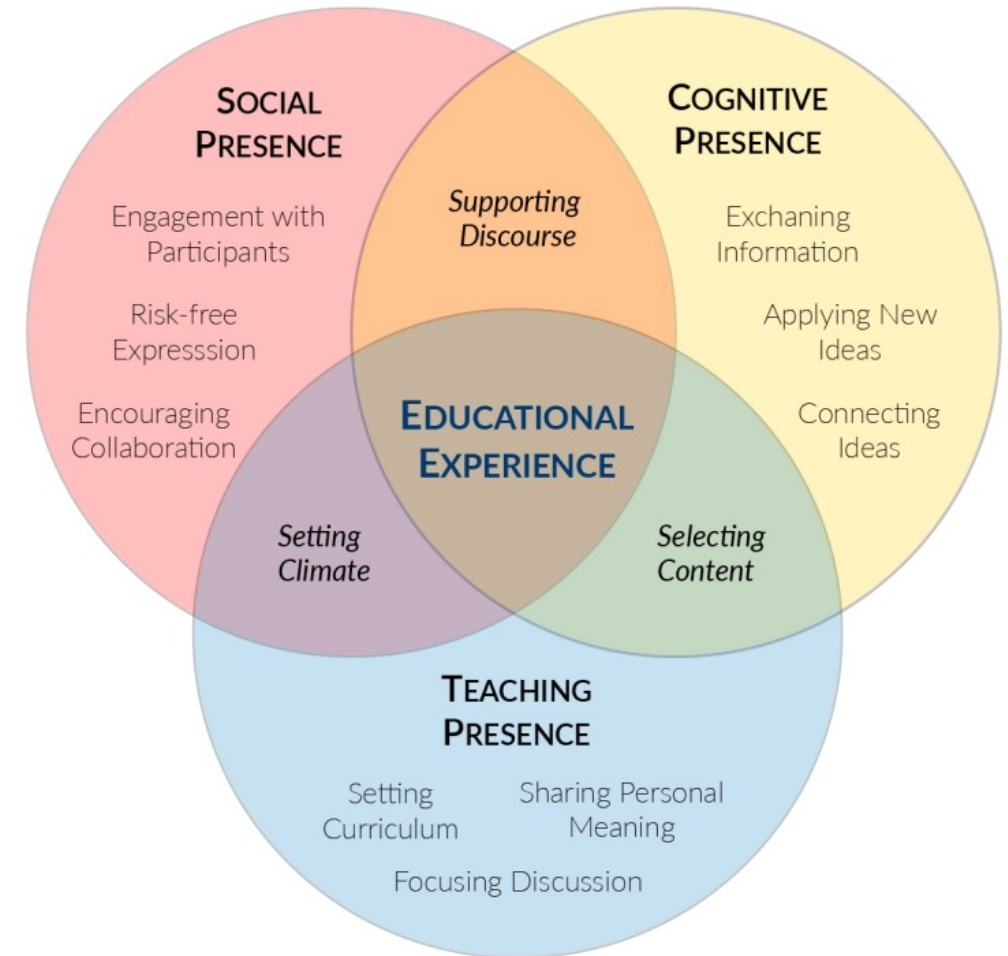 SOCIAL
PRESENCE
Engagement with
Participants
Risk-free
Expresssion
Encouraging
Collaboration
Supporting
Discourse
COGNITIVE
PRESENCE
Exchaning
Information
Applying New
Ideas
Connecting
Ideas
EDUCATIONAL
EXPERIENCE
Setting
Climate
Selecting
Content
TEACHING
PRESENCE
Setting
Curriculum
Sharing Personal
Meaning
Focusing Discussion